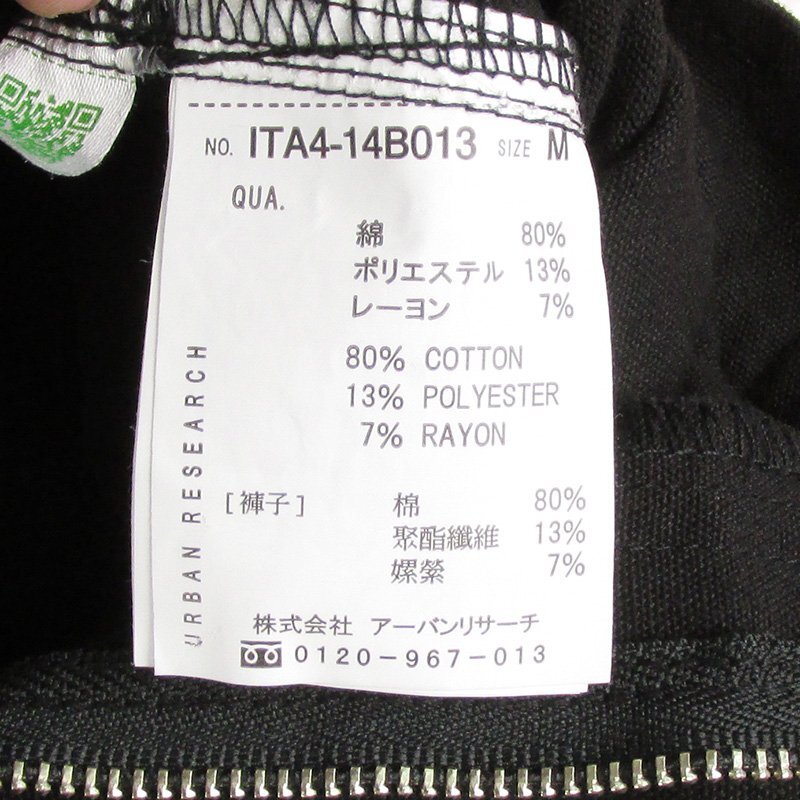 NO. ITA4-14B013 SIZE M
QUA.
綿 80%
ポリエステル 13%
レーヨン 7%
80% COTTON
13% POLYESTER
7% RAYON
[褲子] 棉 80%
聚酯纖維 13%
嫘縈 7%
URBAN RESEARCH
株式会社 アーバンリサーチ
0120-967-013